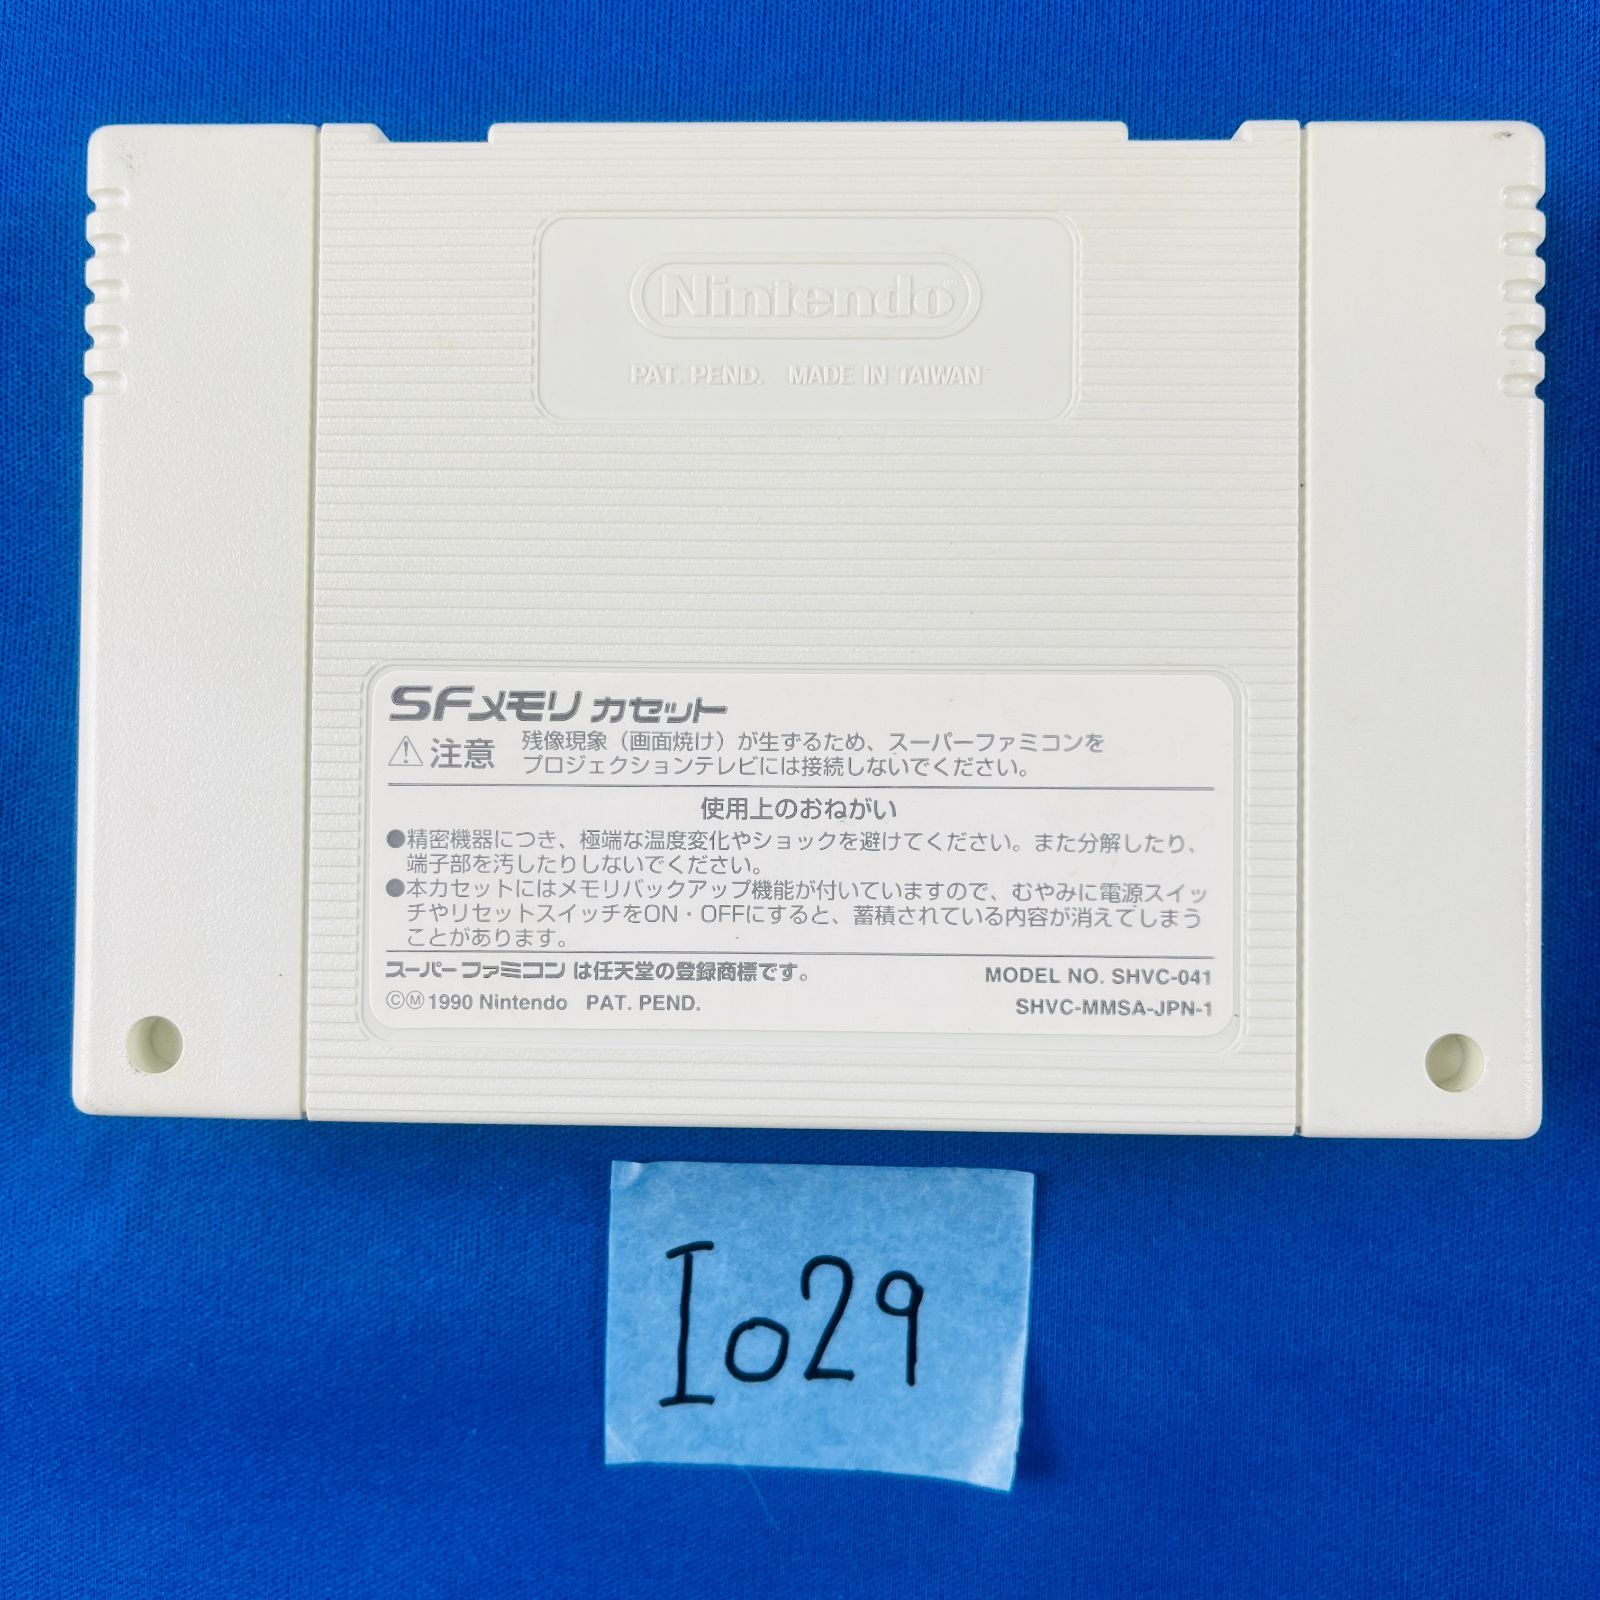 Nintendo®
PAT. PEND. MADE IN TAIWAN
SFメモリ カセット
⚠注意 残像現象（画面焼け）が生ずるため、スーパーファミコンを
プロジェクションテレビには接続しないでください。
使用上のおねがい
●精密機器につき、極端な温度変化やショックを避けてください。また分解したり、
端子部を汚したりしないでください。
●本カセットにはメモリバックアップ機能が付いていますので、むやみに電源スイッ
チやリセットスイッチをON・OFFにすると、蓄積されている内容が消えてしまう
ことがあります。
スーパーファミコンは任天堂の登録商標です。 MODEL NO. SHVC-041
ⒸⓂ1990 Nintendo PAT. PEND. SHVC-MMSA-JPN-1
I029